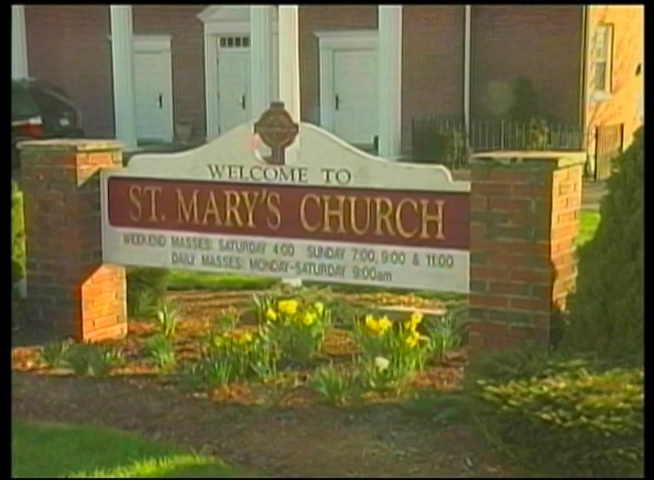 WELCOME TO
ST. MARY'S CHURCH
WEEKEND MASSES: SATURDAY 4:00 SUNDAY 7:00, 9:00 & 11:00
DAILY MASSES: MONDAY-SATURDAY 9:00am